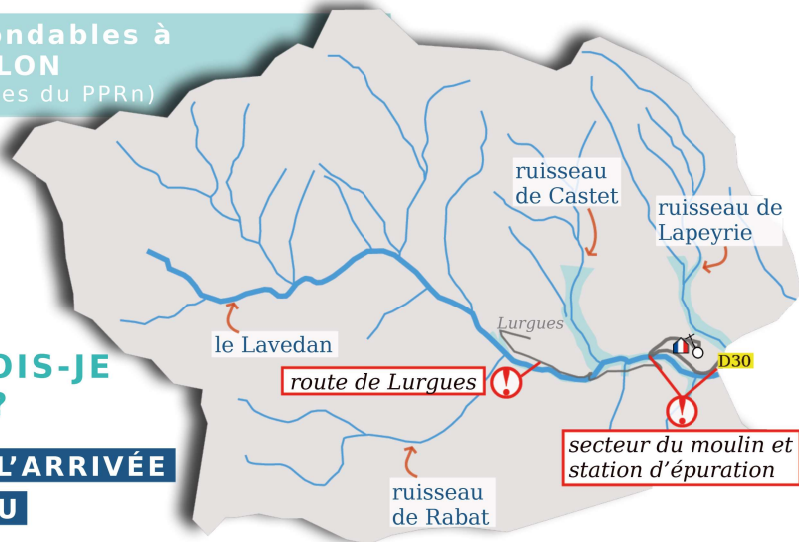 ondables à
LON
es du PPRn)
ruisseau
de Castet
ruisseau de
Lapeyrie
Lurgues
le Lavedan
D30
route de Lurgues
OIS-JE
?
secteur du moulin et
station d'épuration
L'ARRIVÉE
U
ruisseau
de Rabat